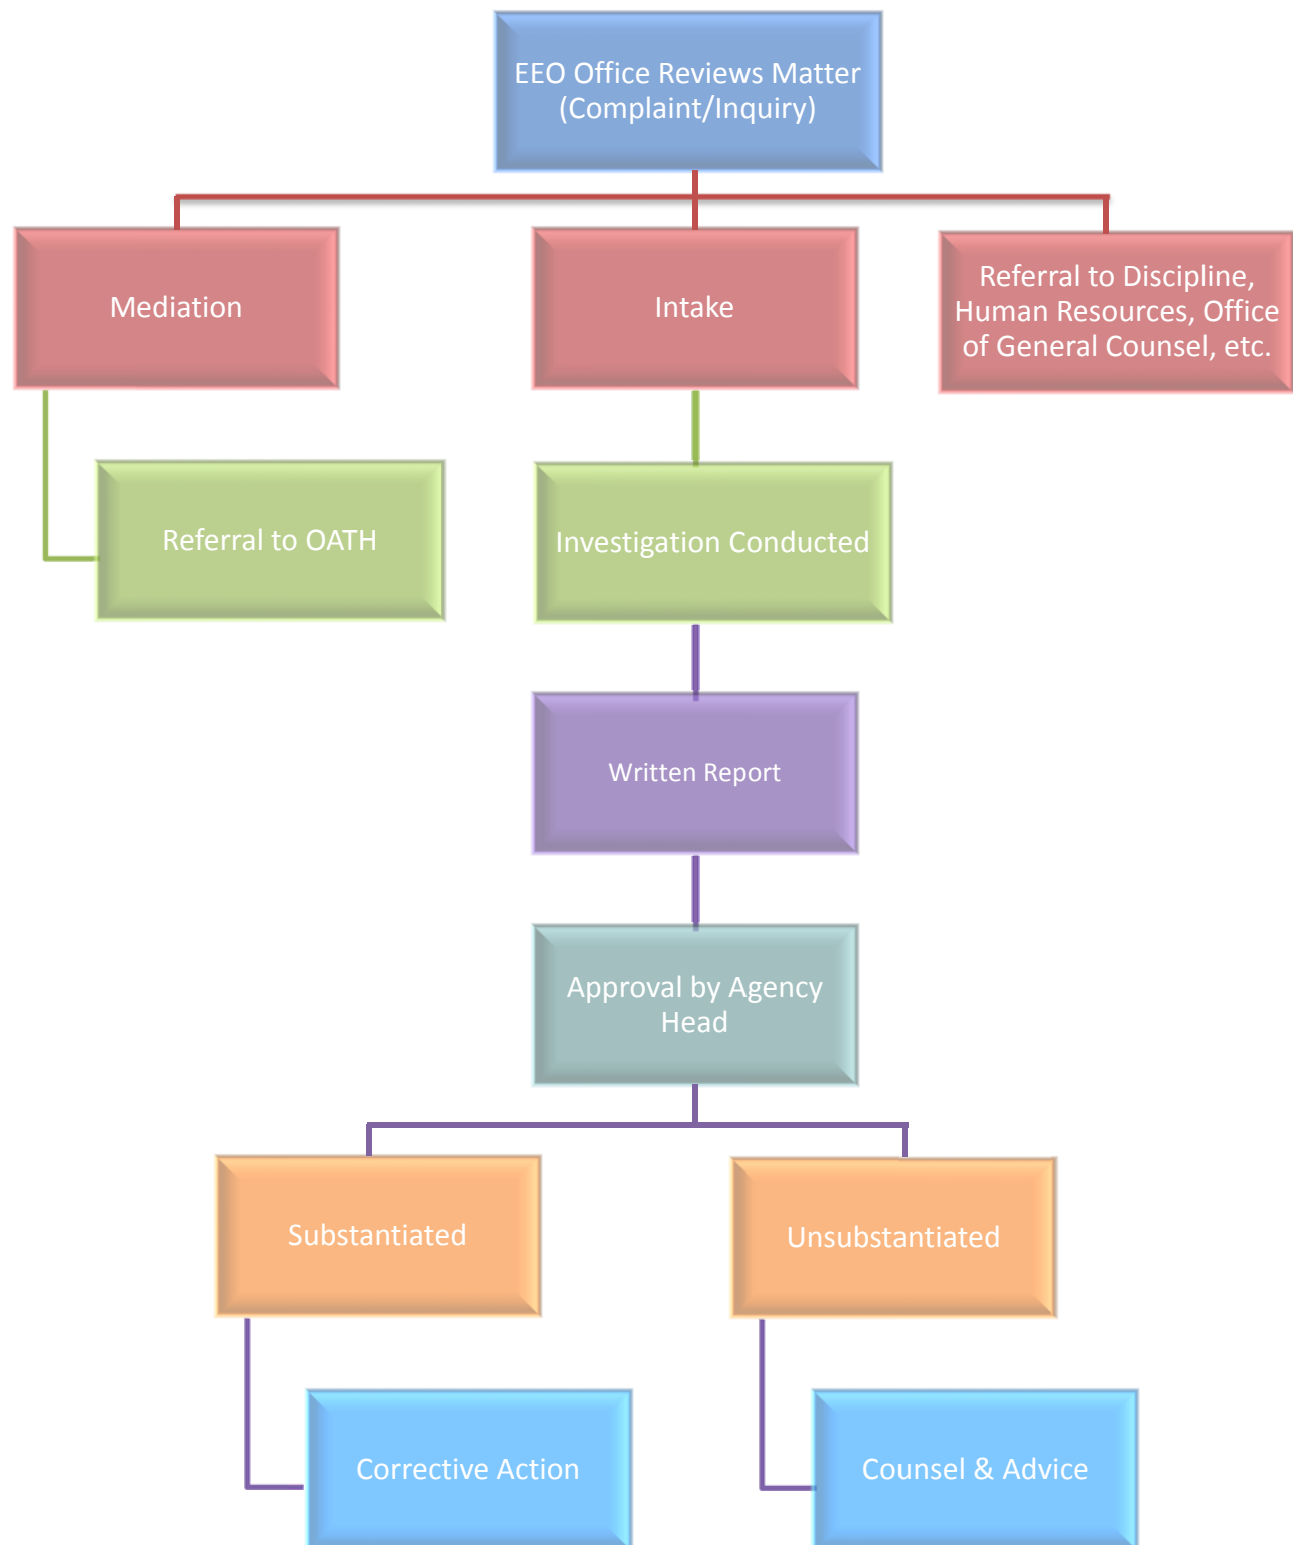 EEO Office Reviews Matter
(Complaint/Inquiry)
Mediation
Intake
Referral to Discipline,
Human Resources, Office
of General Counsel, etc.
Referral to OATH
Investigation Conducted
Written Report
Approval by Agency
Head
Substantiated
Unsubstantiated
Corrective Action
Counsel & Advice